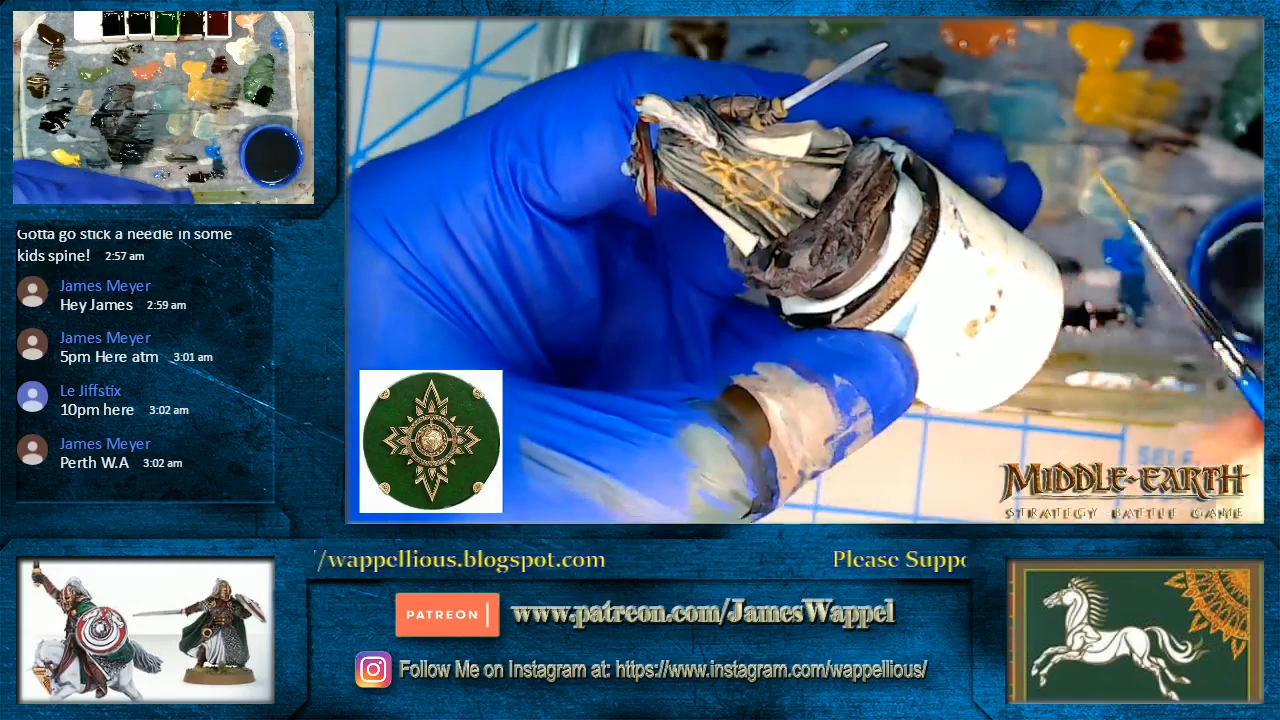 Gotta go stick a needle in some
kids spine! 2:57 am
James Meyer
Hey James 2:59 am
James Meyer
5pm Here atm 3:01 am
Le Jiffstix
10pm here 3:02 am
James Meyer
Perth W.A 3:02 am
SELF
MIDDLE-EARTH
STRATEGY BATTLE GAME
/wappellious.blogspot.com
Please Suppo
PATREON
www.patreon.com/JamesWappel
Follow Me on Instagram at: https://www.instagram.com/wappellious/